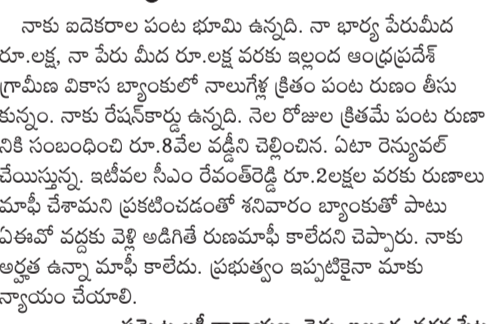 నాకు ఐదెకరాల పంట భూమి ఉన్నది. నా భార్య పేరుమీద
రూ.లక్ష, నా పేరు మీద రూ.లక్ష వరకు ఇల్లంద ఆంధ్రప్రదేశ్
గ్రామీణ వికాస బ్యాంకులో నాలుగేళ్ల క్రితం పంట రుణం తీసు
కున్నం. నాకు రేషన్‌కార్డు ఉన్నది. నెల రోజుల క్రితమే పంట రుణా
నికి సంబంధించి రూ.8వేల వడ్డీని చెల్లించిన. ఏటా రెన్యువల్
చేయిస్తున్న. ఇటీవల సీఎం రేవంత్‌రెడ్డి రూ.2లక్షల వరకు రుణాలు
మాఫీ చేశామని ప్రకటించడంతో శనివారం బ్యాంకుతో పాటు
ఏఈవో వద్దకు వెళ్లి అడిగితే రుణమాఫీ కాలేదని చెప్పారు. నాకు
అర్హత ఉన్నా మాఫీ కాలేదు. ప్రభుత్వం ఇప్పటికైనా మాకు
న్యాయం చేయాలి.